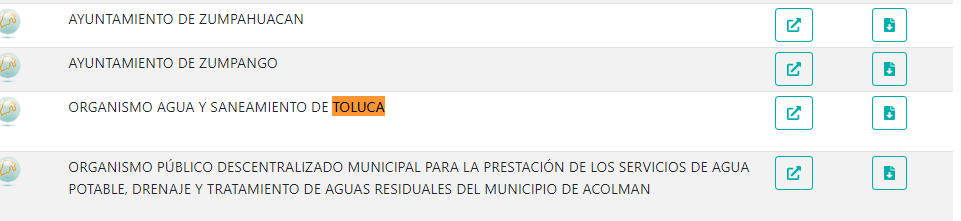 AYUNTAMIENTO DE ZUMPAHUACAN
AYUNTAMIENTO DE ZUMPANGO
ORGANISMO AGUA Y SANEAMIENTO DE TOLUCA
ORGANISMO PÚBLICO DESCENTRALIZADO MUNICIPAL PARA LA PRESTACIÓN DE LOS SERVICIOS DE AGUA
POTABLE, DRENAJE Y TRATAMIENTO DE AGUAS RESIDUALES DEL MUNICIPIO DE ACOLMAN